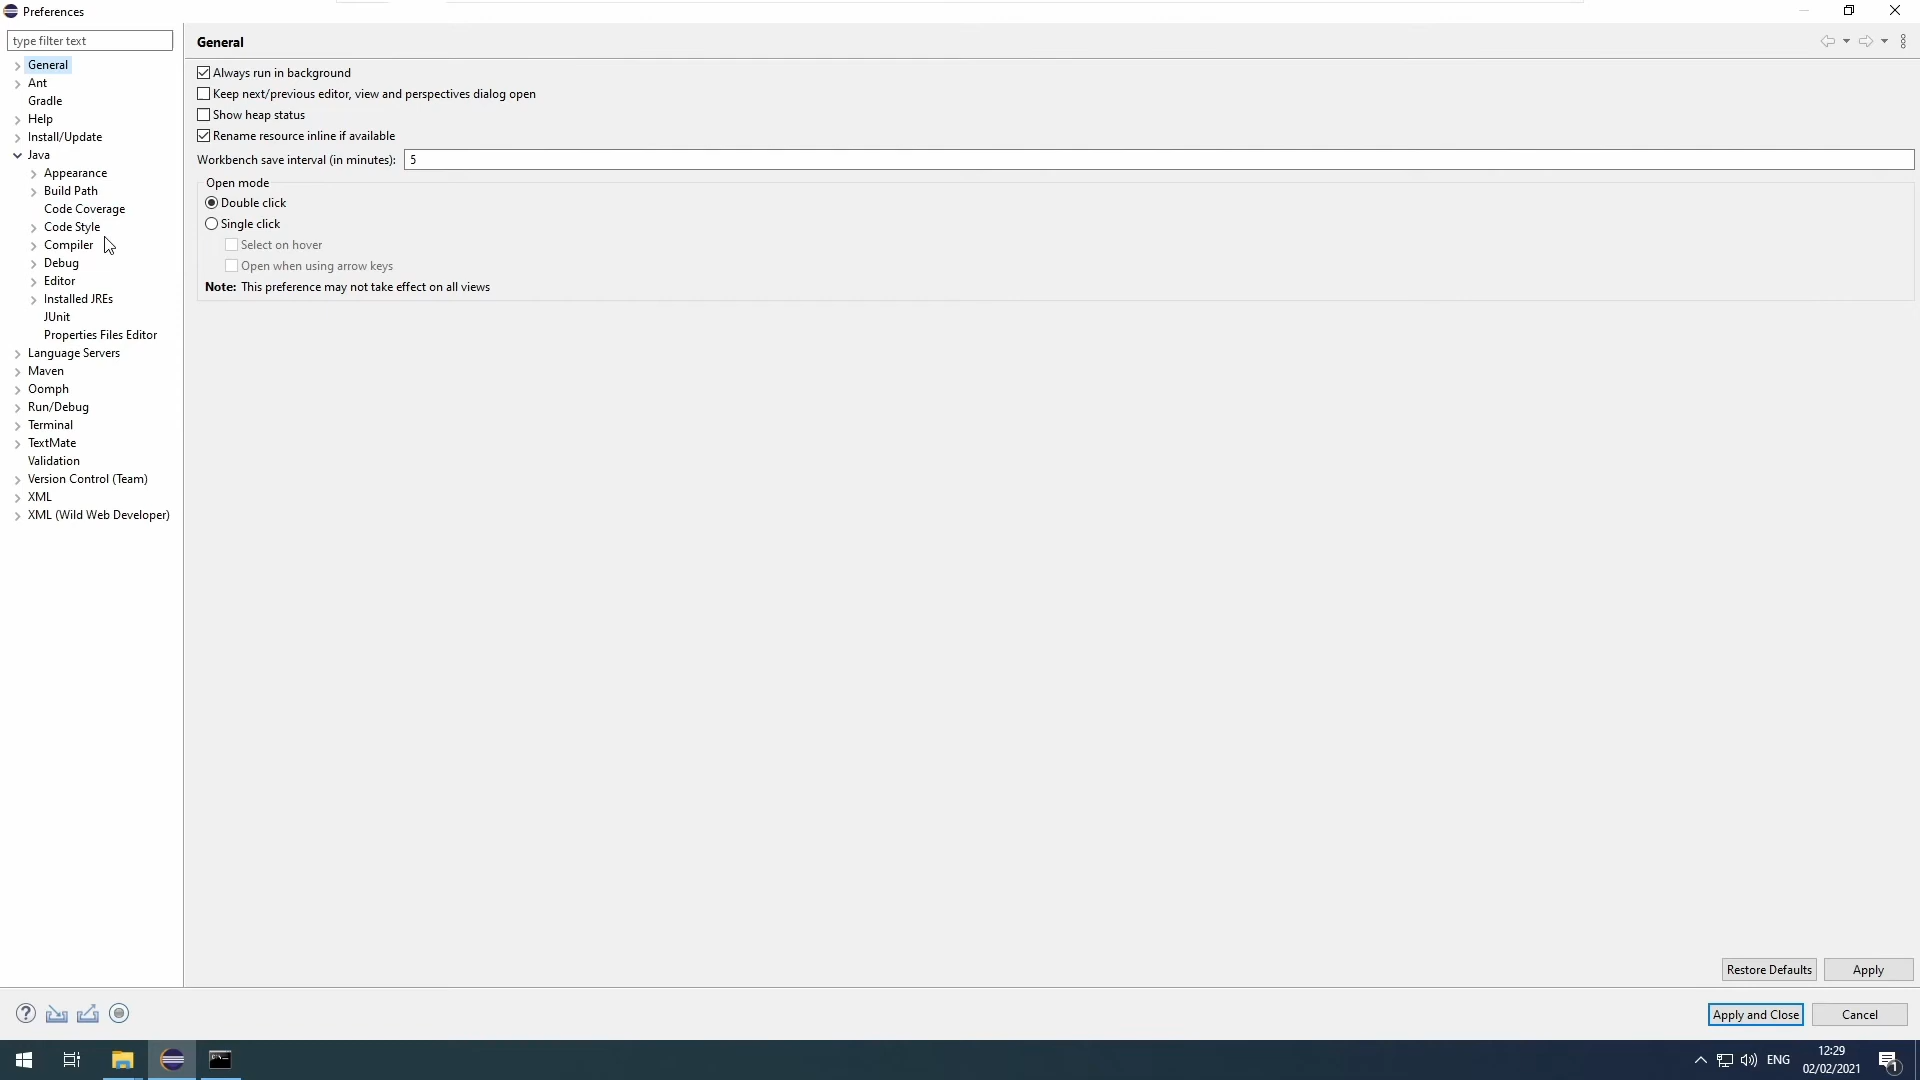 Preferences
type filter text
General
Ant
Gradle
Help
Install/Update
Java
Appearance
Build Path
Code Coverage
Code Style
Compiler
Debug
Editor
Installed JREs
JUnit
Properties Files Editor
Language Servers
Maven
Oomph
Run/Debug
Terminal
TextMate
Validation
Version Control (Team)
XML
XML (Wild Web Developer)
General
Always run in background
Keep next/previous editor, view and perspectives dialog open
Show heap status
Rename resource inline if available
Workbench save interval (in minutes): 5
Open mode
Double click
Single click
Select on hover
Open when using arrow keys
Note: This preference may not take effect on all views
Restore Defaults Apply
Apply and Close Cancel
ENG
12:29
02/02/2021
1